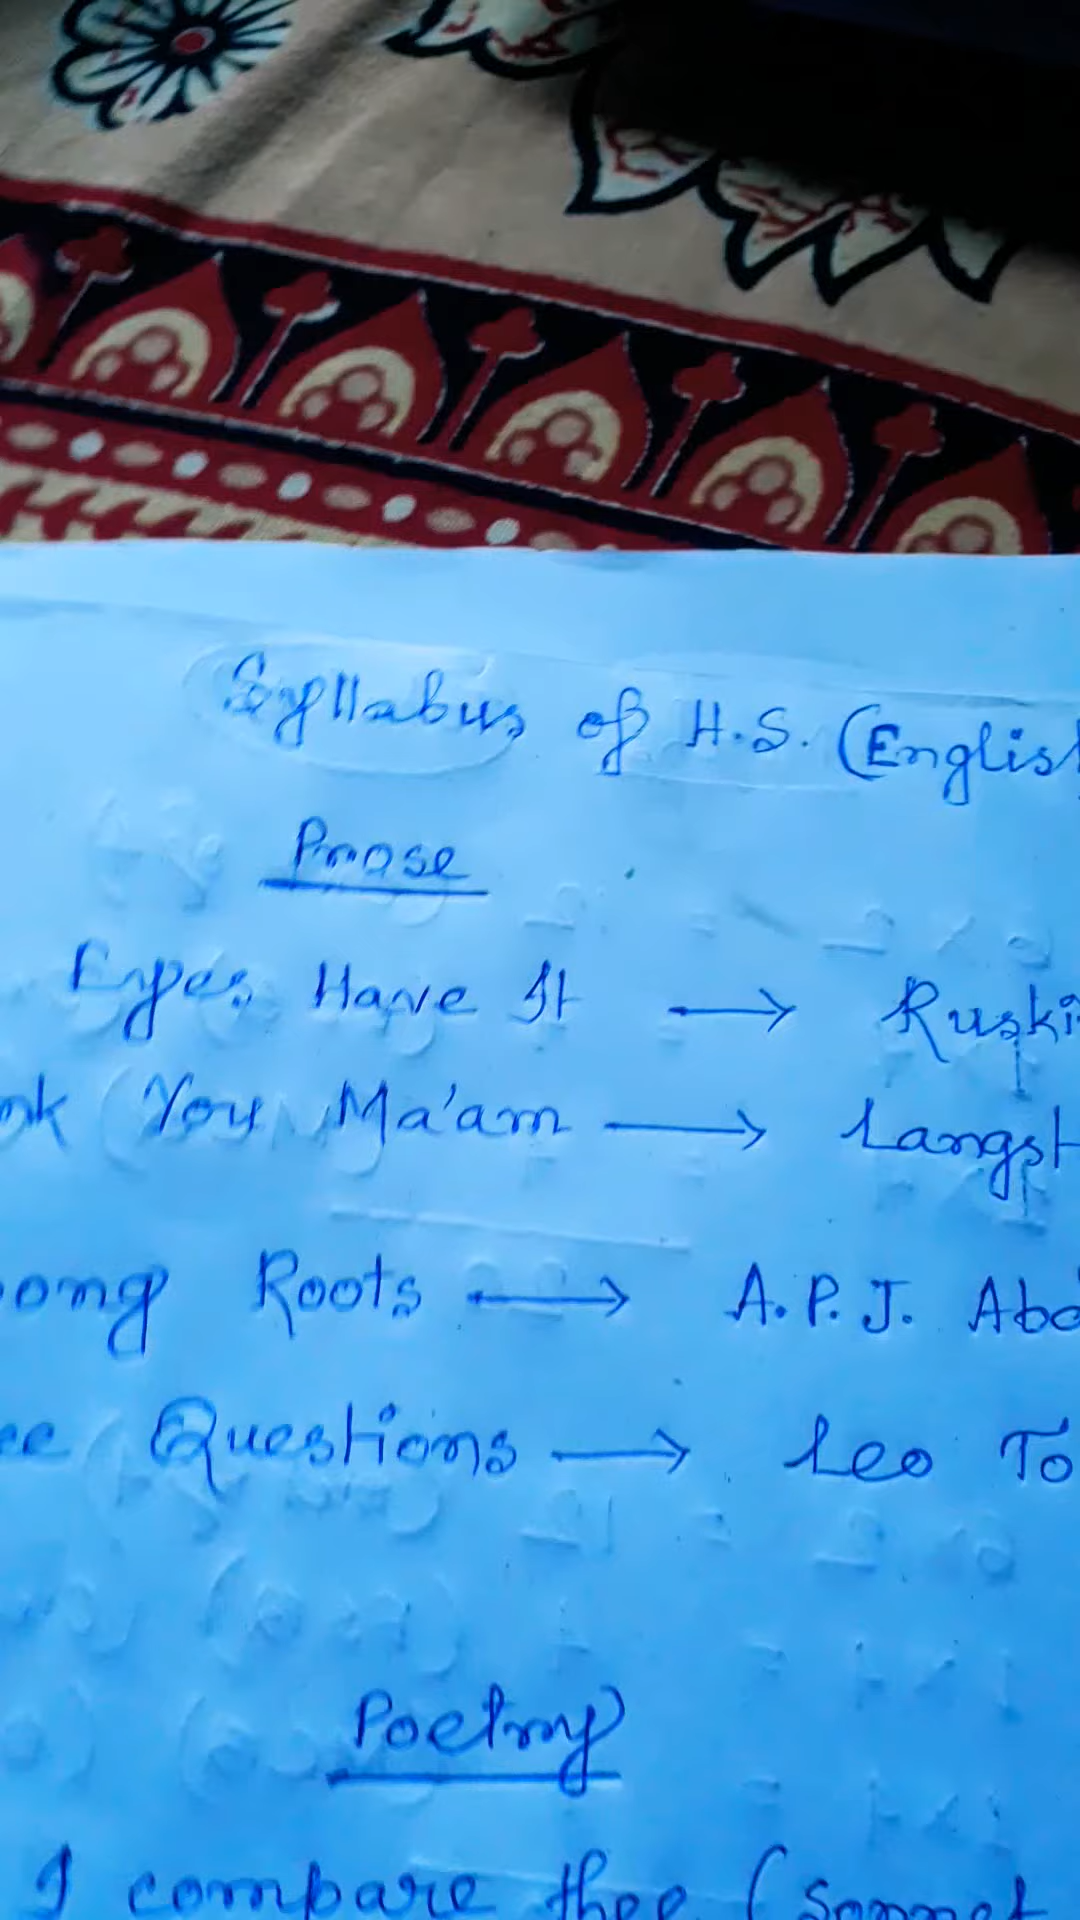 Syllabus of H.S. (Englis
Prose
Eyes Have It → Ruski
nk You Ma'am → Langst
ong Roots → A.P.J. Abd
ee Questions → Leo To
Poetry
I compare thee (Sonnet